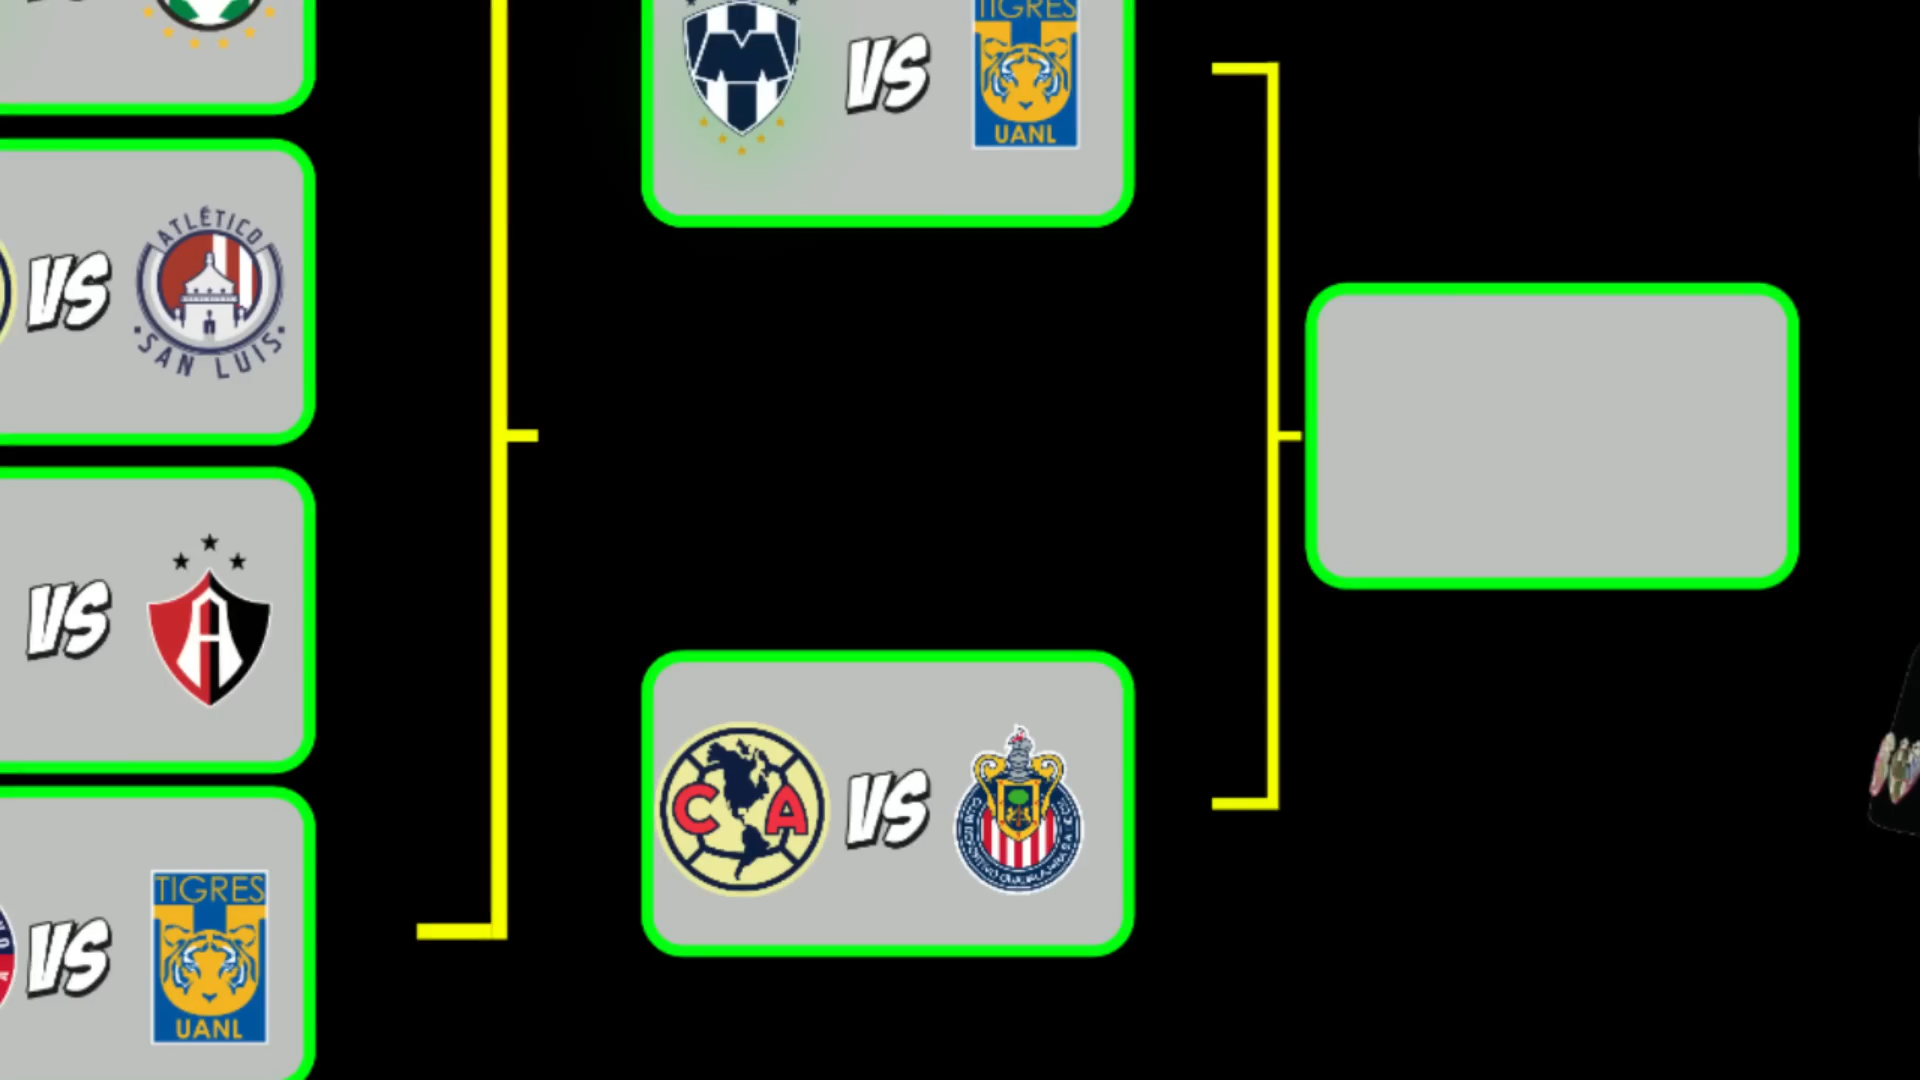 TIGRES
VS
UANL
ATLÉTICO
VS
SAN LUIS
VS
A
C A
VS
TIGRES
VS
UANL